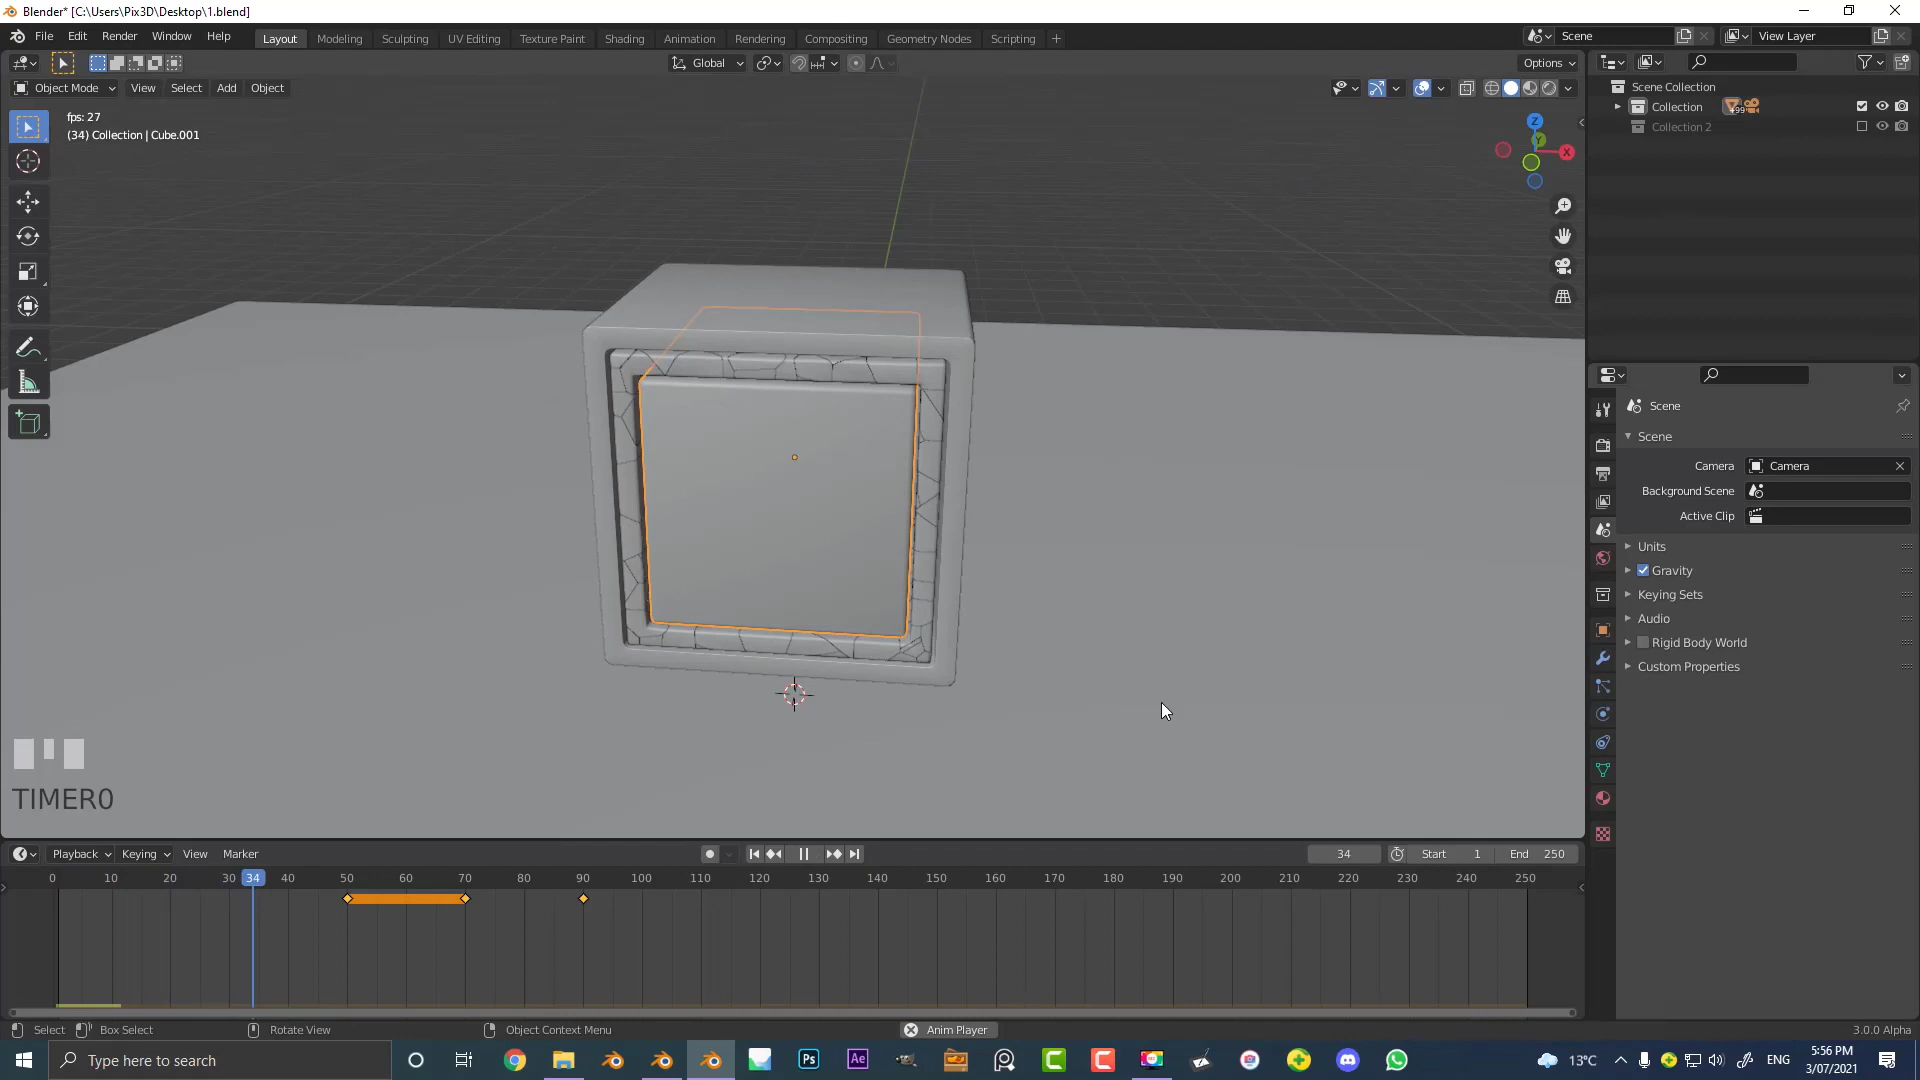 Blender* [C:\Users\Pix3D\Desktop\1.blend]
File Edit Render Window Help
Layout Modeling Sculpting UV Editing Texture Paint Shading Animation Rendering Compositing Geometry Nodes Scripting +
Scene
View Layer
Global
Options
Object Mode View Select Add Object
fps: 27
(34) Collection | Cube.001
Z
Y
X
TIMER0
Scene Collection
Collection
+99
Collection 2
Scene
Scene
Camera Camera
Background Scene
Active Clip
Units
Gravity
Keying Sets
Audio
Rigid Body World
Custom Properties
Playback Keying View Marker
34 Start 1 End 250
0 10 20 30 34 40 50 60 70 80 90 100 110 120 130 140 150 160 170 180 190 200 210 220 230 240 250
Select Box Select Rotate View Object Context Menu Anim Player 3.0.0 Alpha
Type here to search
Ps
Ae
13°C
ENG
5:56 PM
3/07/2021